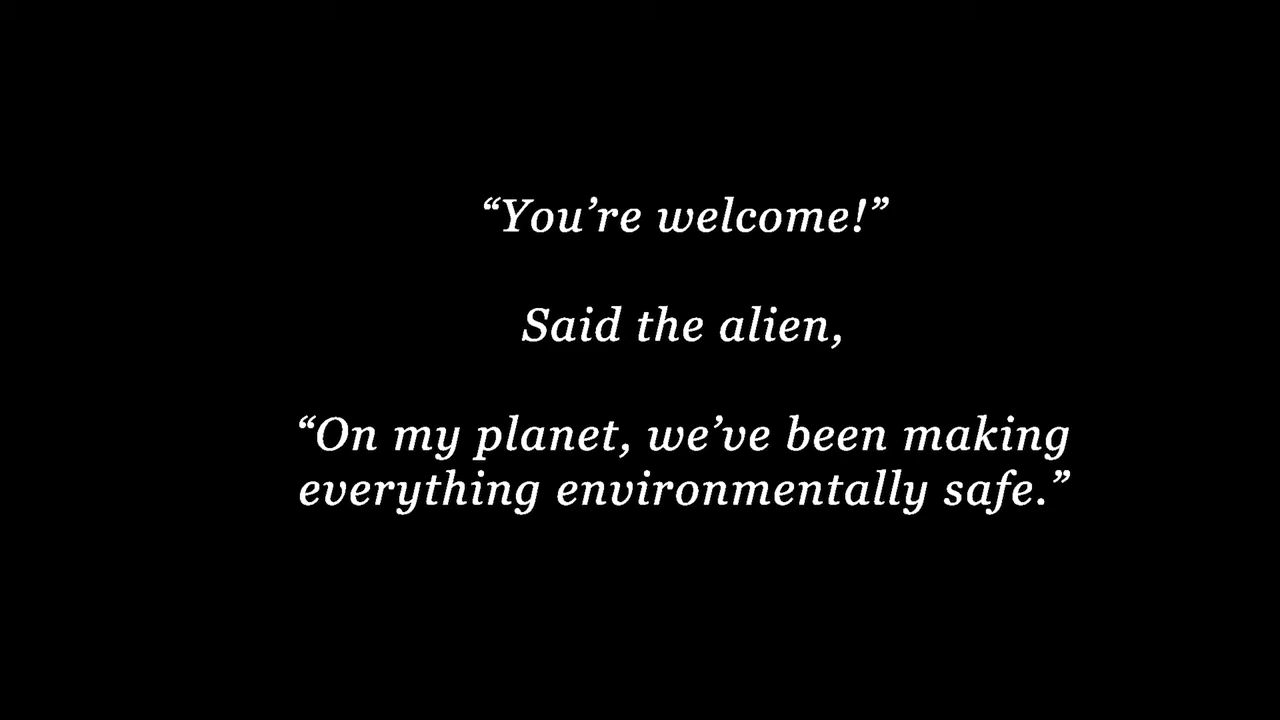 “You’re welcome!”
Said the alien,
“On my planet, we’ve been making
everything environmentally safe.”